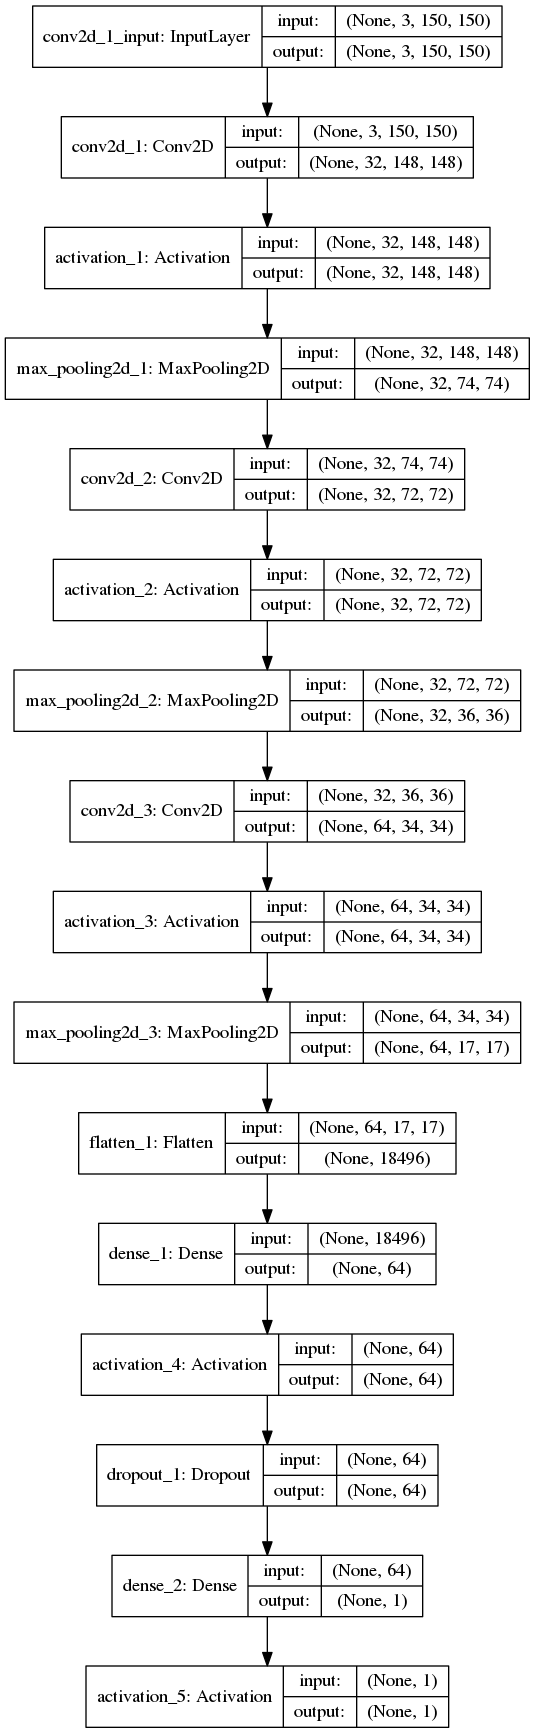 conv2d_1_input: InputLayer
input: (None, 3, 150, 150)
output: (None, 3, 150, 150)
conv2d_1: Conv2D
input: (None, 3, 150, 150)
output: (None, 32, 148, 148)
activation_1: Activation
input: (None, 32, 148, 148)
output: (None, 32, 148, 148)
max_pooling2d_1: MaxPooling2D
input: (None, 32, 148, 148)
output: (None, 32, 74, 74)
conv2d_2: Conv2D
input: (None, 32, 74, 74)
output: (None, 32, 72, 72)
activation_2: Activation
input: (None, 32, 72, 72)
output: (None, 32, 72, 72)
max_pooling2d_2: MaxPooling2D
input: (None, 32, 72, 72)
output: (None, 32, 36, 36)
conv2d_3: Conv2D
input: (None, 32, 36, 36)
output: (None, 64, 34, 34)
activation_3: Activation
input: (None, 64, 34, 34)
output: (None, 64, 34, 34)
max_pooling2d_3: MaxPooling2D
input: (None, 64, 34, 34)
output: (None, 64, 17, 17)
flatten_1: Flatten
input: (None, 64, 17, 17)
output: (None, 18496)
dense_1: Dense
input: (None, 18496)
output: (None, 64)
activation_4: Activation
input: (None, 64)
output: (None, 64)
dropout_1: Dropout
input: (None, 64)
output: (None, 64)
dense_2: Dense
input: (None, 64)
output: (None, 1)
activation_5: Activation
input: (None, 1)
output: (None, 1)